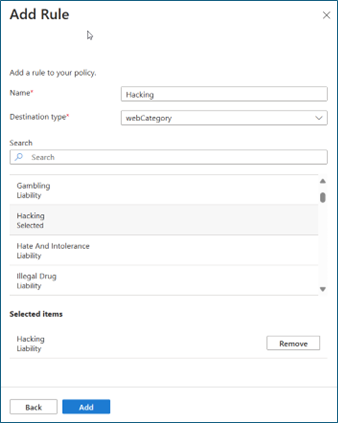 Add Rule
Add a rule to your policy.
Name*
Hacking
Destination type*
webCategory
Search
Search
Gambling
Liability
Hacking
Selected
Hate And Intolerance
Liability
Illegal Drug
Liability
Selected items
Hacking
Liability
Remove
Back
Add